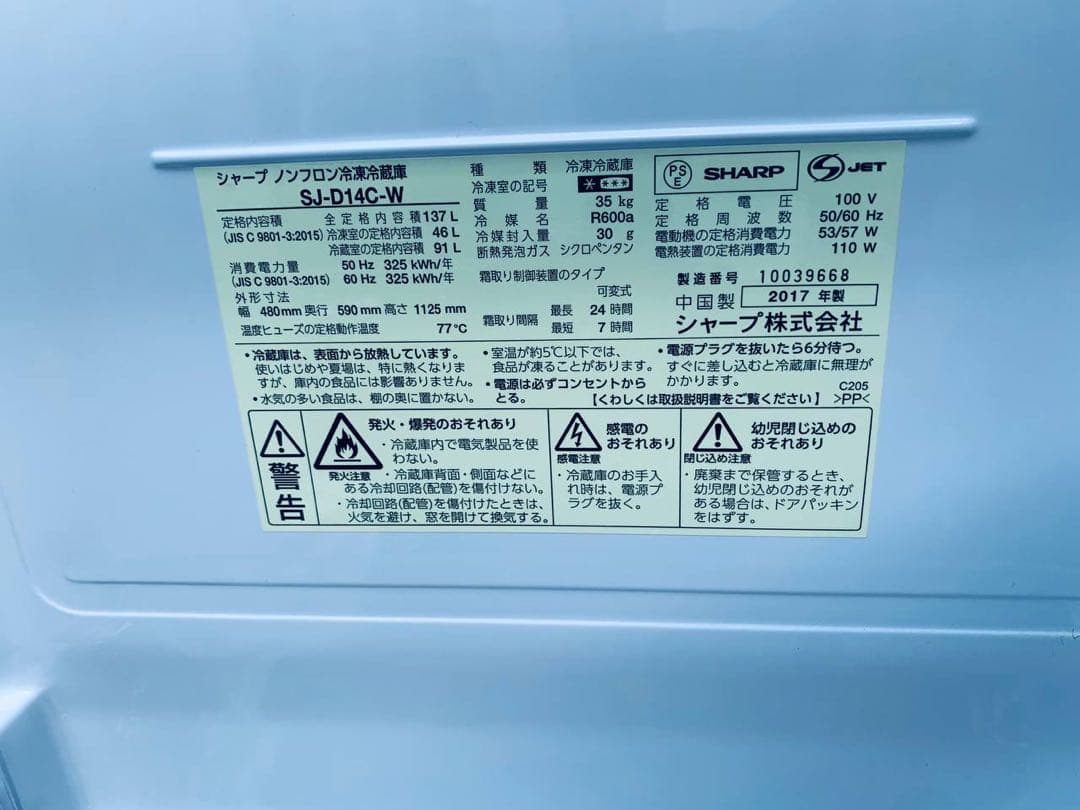 シャープ ノンフロン冷凍冷蔵庫
SJ-D14C-W
定格内容積 全定格内容積 137 L
(JIS C 9801-3:2015) 冷凍室の定格内容積 46 L
冷蔵室の定格内容積 91 L
消費電力量 50 Hz 325 kWh/年
(JIS C 9801-3:2015) 60 Hz 325 kWh/年
外形寸法
幅 480mm 奥行 590mm 高さ 1125 mm
温度ヒューズの定格動作温度 77℃
種類 冷凍冷蔵庫
冷凍室の記号
質量 35 kg
冷媒名 R600a
冷媒封入量 30 g
断熱発泡ガス シクロペンタン
霜取り制御装置のタイプ
可変式
霜取り間隔 最長 24 時間
最短 7 時間
PS
E
SHARP
S JET
定格電圧 100 V
定格周波数 50/60 Hz
電動機の定格消費電力 53/57 W
電熱装置の定格消費電力 110 W
製造番号 10039668
中国製 2017 年製
シャープ株式会社
・冷蔵庫は、表面から放熱しています。
使いはじめや夏場は、特に熱くなりま
すが、庫内の食品には影響ありません。
・水気の多い食品は、棚の奥に置かない。
・室温が約5℃以下では、
食品が凍ることがあります。
・電源は必ずコンセントから
とる。
・電源プラグを抜いたら6分待つ。
すぐに差し込むと冷蔵庫に無理が
かかります。
C205
【くわしくは取扱説明書をご覧ください】 >PP<
警告
発火・爆発のおそれあり
発火注意
・冷蔵庫内で電気製品を使
わない。
・冷蔵庫背面・側面などに
ある冷却回路(配管)を傷付けない。
・冷却回路(配管)を傷付けたときは、
火気を避け、窓を開けて換気する。
感電の
おそれあり
感電注意
・冷蔵庫のお手入
れ時は、電源プ
ラグを抜く。
幼児閉じ込めの
おそれあり
閉じ込め注意
・廃棄まで保管するとき、
幼児閉じ込めのおそれが
ある場合は、ドアパッキン
をはずす。